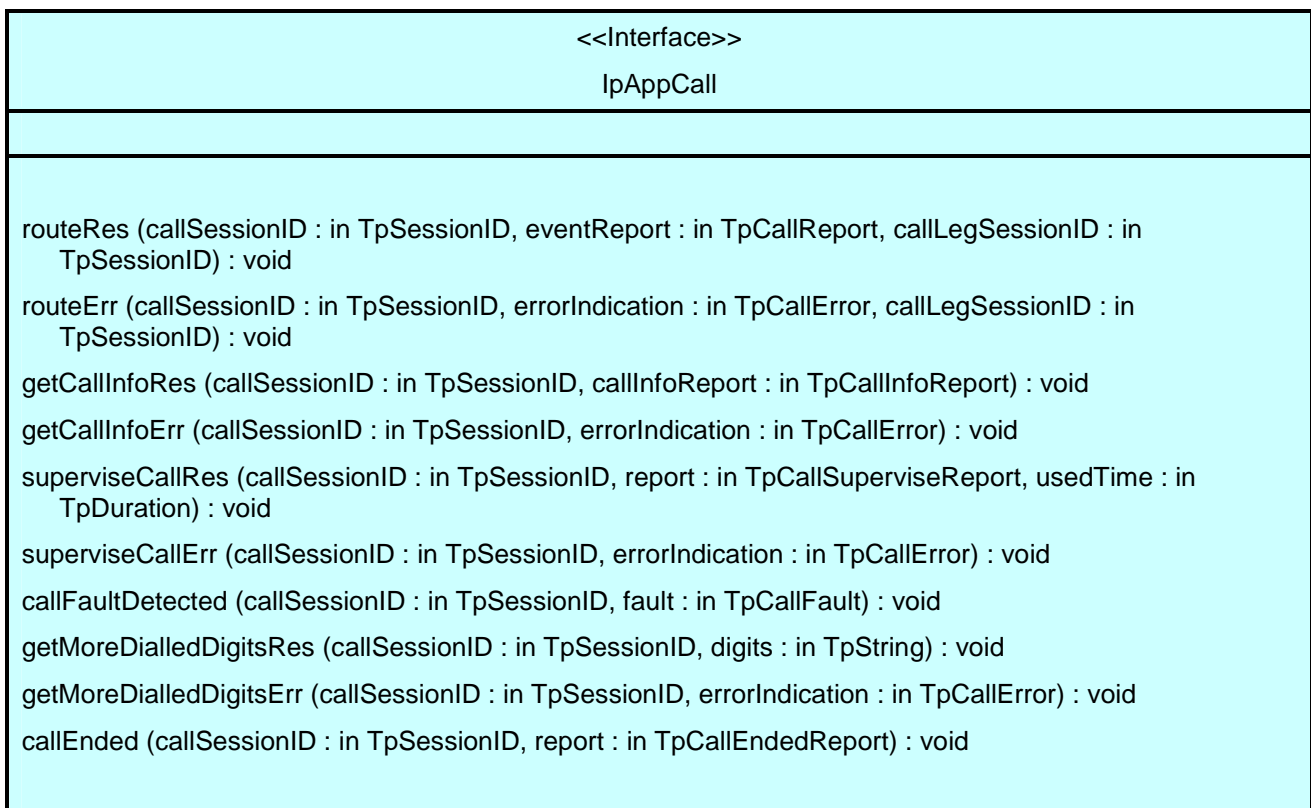 <<Interface>>
IpAppCall
routeRes (callSessionID : in TpSessionID, eventReport : in TpCallReport, callLegSessionID : in
TpSessionID) : void
routeErr (callSessionID : in TpSessionID, errorIndication : in TpCallError, callLegSessionID : in
TpSessionID) : void
getCallInfoRes (callSessionID : in TpSessionID, callInfoReport : in TpCallInfoReport) : void
getCallInfoErr (callSessionID : in TpSessionID, errorIndication : in TpCallError) : void
superviseCallRes (callSessionID : in TpSessionID, report : in TpCallSuperviseReport, usedTime : in
TpDuration) : void
superviseCallErr (callSessionID : in TpSessionID, errorIndication : in TpCallError) : void
callFaultDetected (callSessionID : in TpSessionID, fault : in TpCallFault) : void
getMoreDialledDigitsRes (callSessionID : in TpSessionID, digits : in TpString) : void
getMoreDialledDigitsErr (callSessionID : in TpSessionID, errorIndication : in TpCallError) : void
callEnded (callSessionID : in TpSessionID, report : in TpCallEndedReport) : void